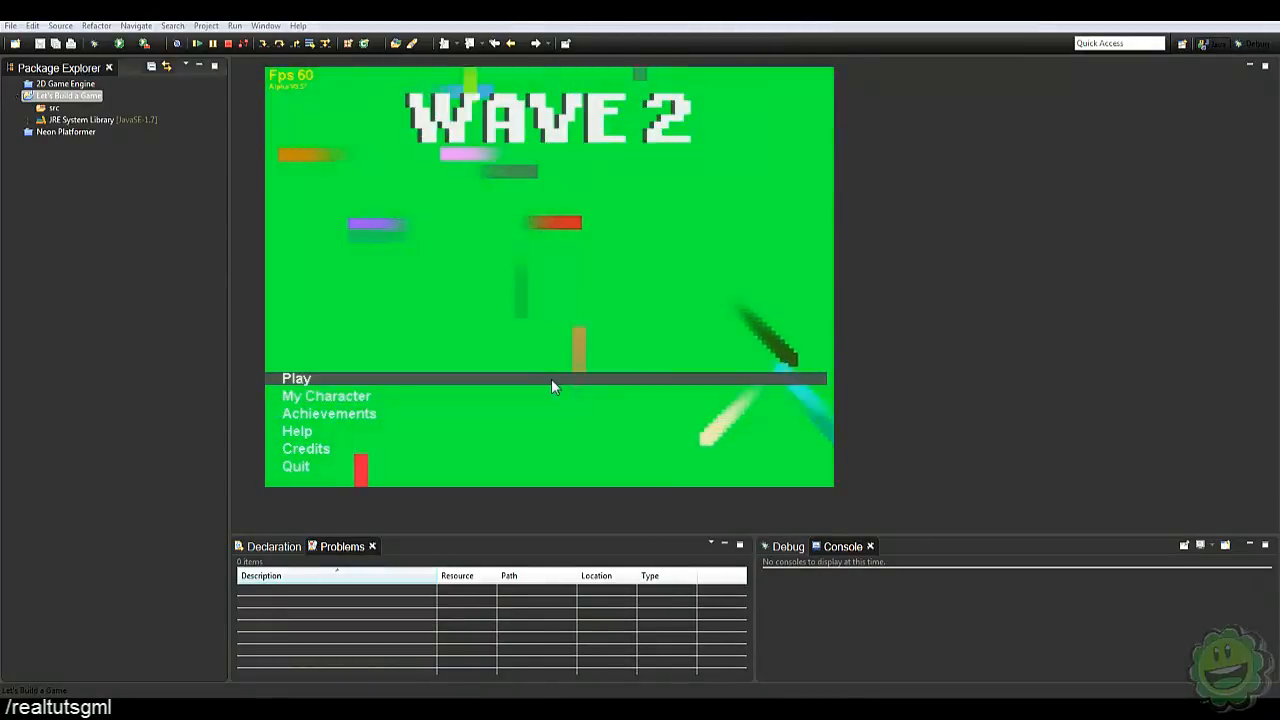 File Edit Source Refactor Navigate Search Project Run Window Help
Quick Access
Java
Debug
Package Explorer
2D Game Engine
Let's Build a Game
src
JRE System Library [JavaSE-1.7]
Neon Platformer
Fps 60
WAVE 2
Play
My Character
Achievements
Help
Credits
Quit
Declaration Problems
0 items
Description Resource Path Location Type
Debug Console
No consoles to display at this time.
Let's Build a Game
/realtutsgml